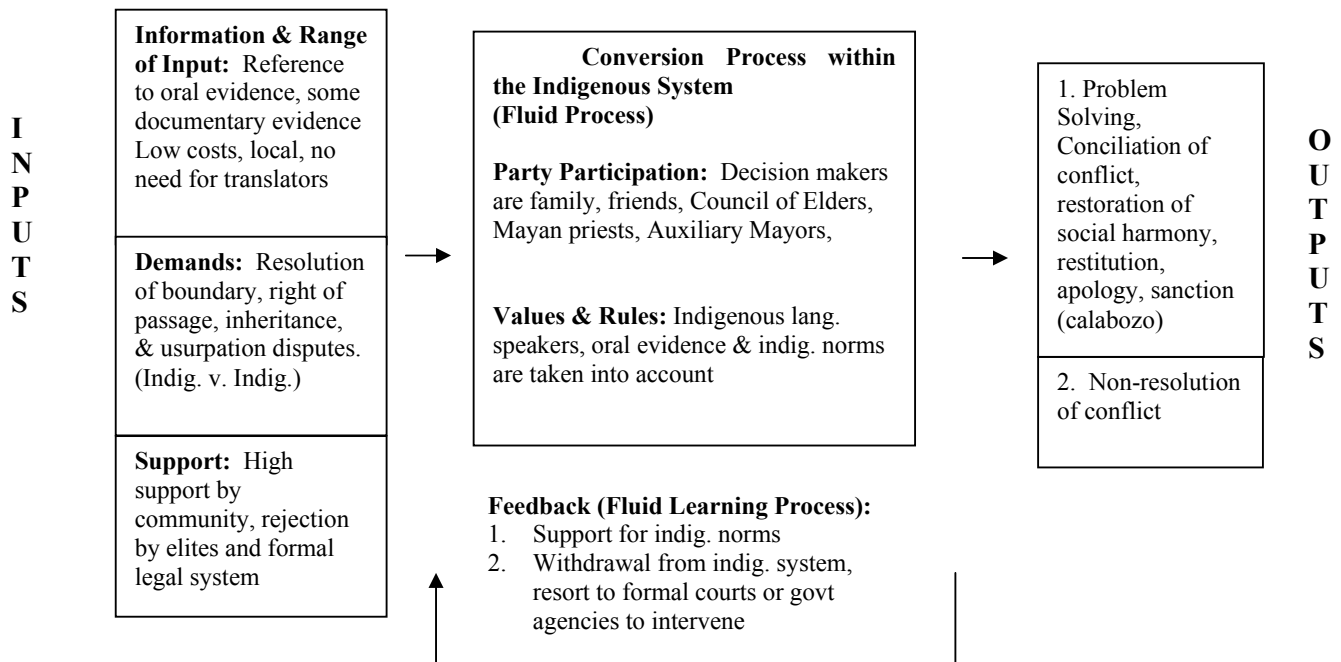 I
N
P
U
T
S
Information & Range
of Input: Reference
to oral evidence, some
documentary evidence
Low costs, local, no
need for translators
Demands: Resolution
of boundary, right of
passage, inheritance,
& usurpation disputes.
(Indig. v. Indig.)
Support: High
support by
community, rejection
by elites and formal
legal system
Conversion Process within
the Indigenous System
(Fluid Process)
Party Participation: Decision makers
are family, friends, Council of Elders,
Mayan priests, Auxiliary Mayors,
Values & Rules: Indigenous lang.
speakers, oral evidence & indig. norms
are taken into account
Feedback (Fluid Learning Process):
1. Support for indig. norms
2. Withdrawal from indig. system,
resort to formal courts or govt
agencies to intervene
1. Problem
Solving,
Conciliation of
conflict,
restoration of
social harmony,
restitution,
apology, sanction
(calabozo)
2. Non-resolution
of conflict
O
U
T
P
U
T
S